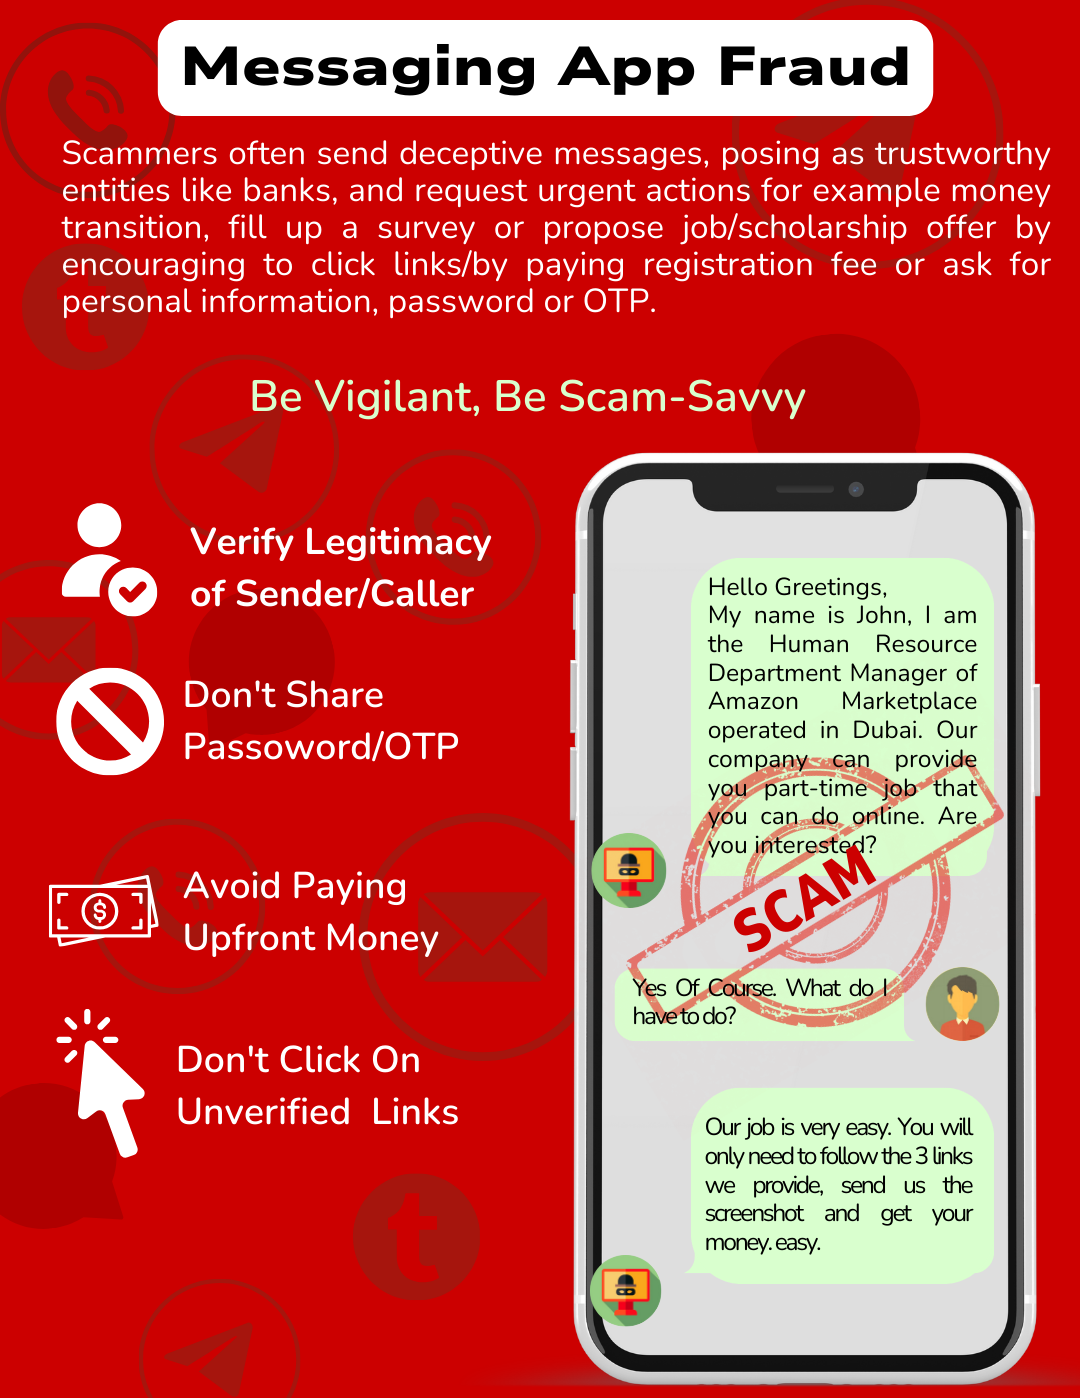 Messaging App Fraud
Scammers often send deceptive messages, posing as trustworthy
entities like banks, and request urgent actions for example money
transition, fill up a survey or propose job/scholarship offer by
encouraging to click links/by paying registration fee or ask for
personal information, password or OTP.
Be Vigilant, Be Scam-Savvy
Verify Legitimacy
of Sender/Caller
Don't Share
Passoword/OTP
Avoid Paying
Upfront Money
Don't Click On
Unverified Links
Hello Greetings,
My name is John, I am
the Human Resource
Department Manager of
Amazon Marketplace
operated in Dubai. Our
company can provide
you part-time job that
you can do online. Are
you interested?
SCAM
Yes Of Course. What do I
have to do?
Our job is very easy. You will
only need to follow the 3 links
we provide, send us the
screenshot and get your
money. easy.